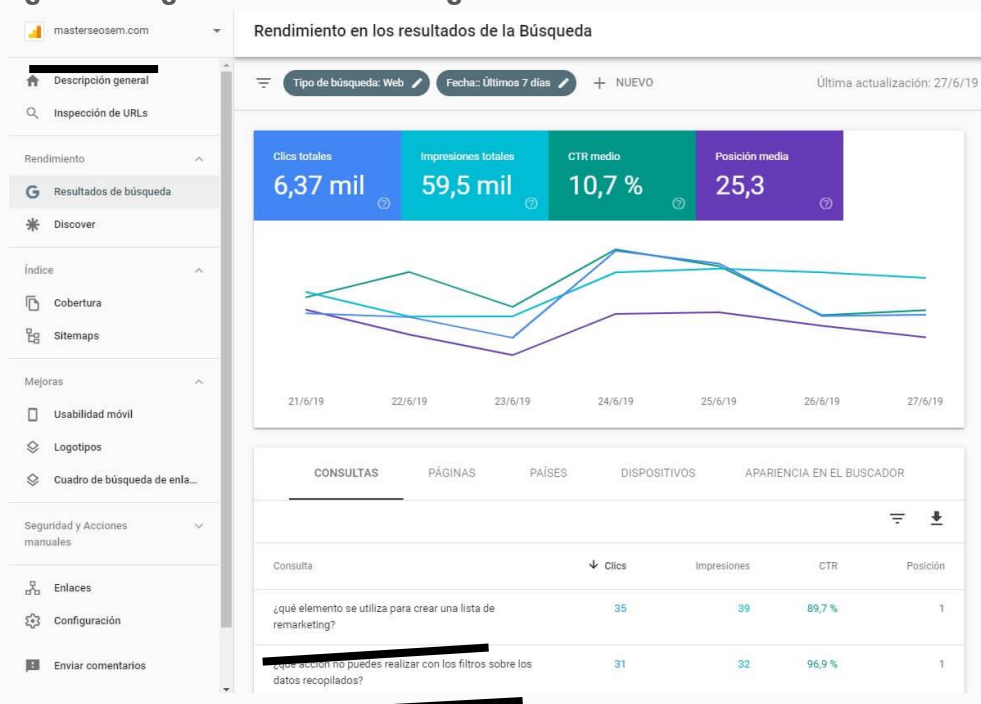 masterseosem.com
Rendimiento en los resultados de la Búsqueda
Descripción general
Inspección de URLs
Rendimiento
Resultados de búsqueda
Discover
Índice
Cobertura
Sitemaps
Mejoras
Usabilidad móvil
Logotipos
Cuadro de búsqueda de enla...
Seguridad y Acciones
manuales
Enlaces
Configuración
Enviar comentarios
Tipo de búsqueda: Web
Fecha:: Últimos 7 días
+ NUEVO
Última actualización: 27/6/19
Clics totales
6,37 mil
Impresiones totales
59,5 mil
CTR medio
10,7 %
Posición media
25,3
21/6/19 22/6/19 23/6/19 24/6/19 25/6/19 26/6/19 27/6/19
CONSULTAS PÁGINAS PAÍSES DISPOSITIVOS APARIENCIA EN EL BUSCADOR
Consulta Clics Impresiones CTR Posición
¿qué elemento se utiliza para crear una lista de
remarketing?
35 39 89,7 % 1
acción no puedes realizar con los filtros sobre los
datos recopilados?
31 32 96,9 % 1